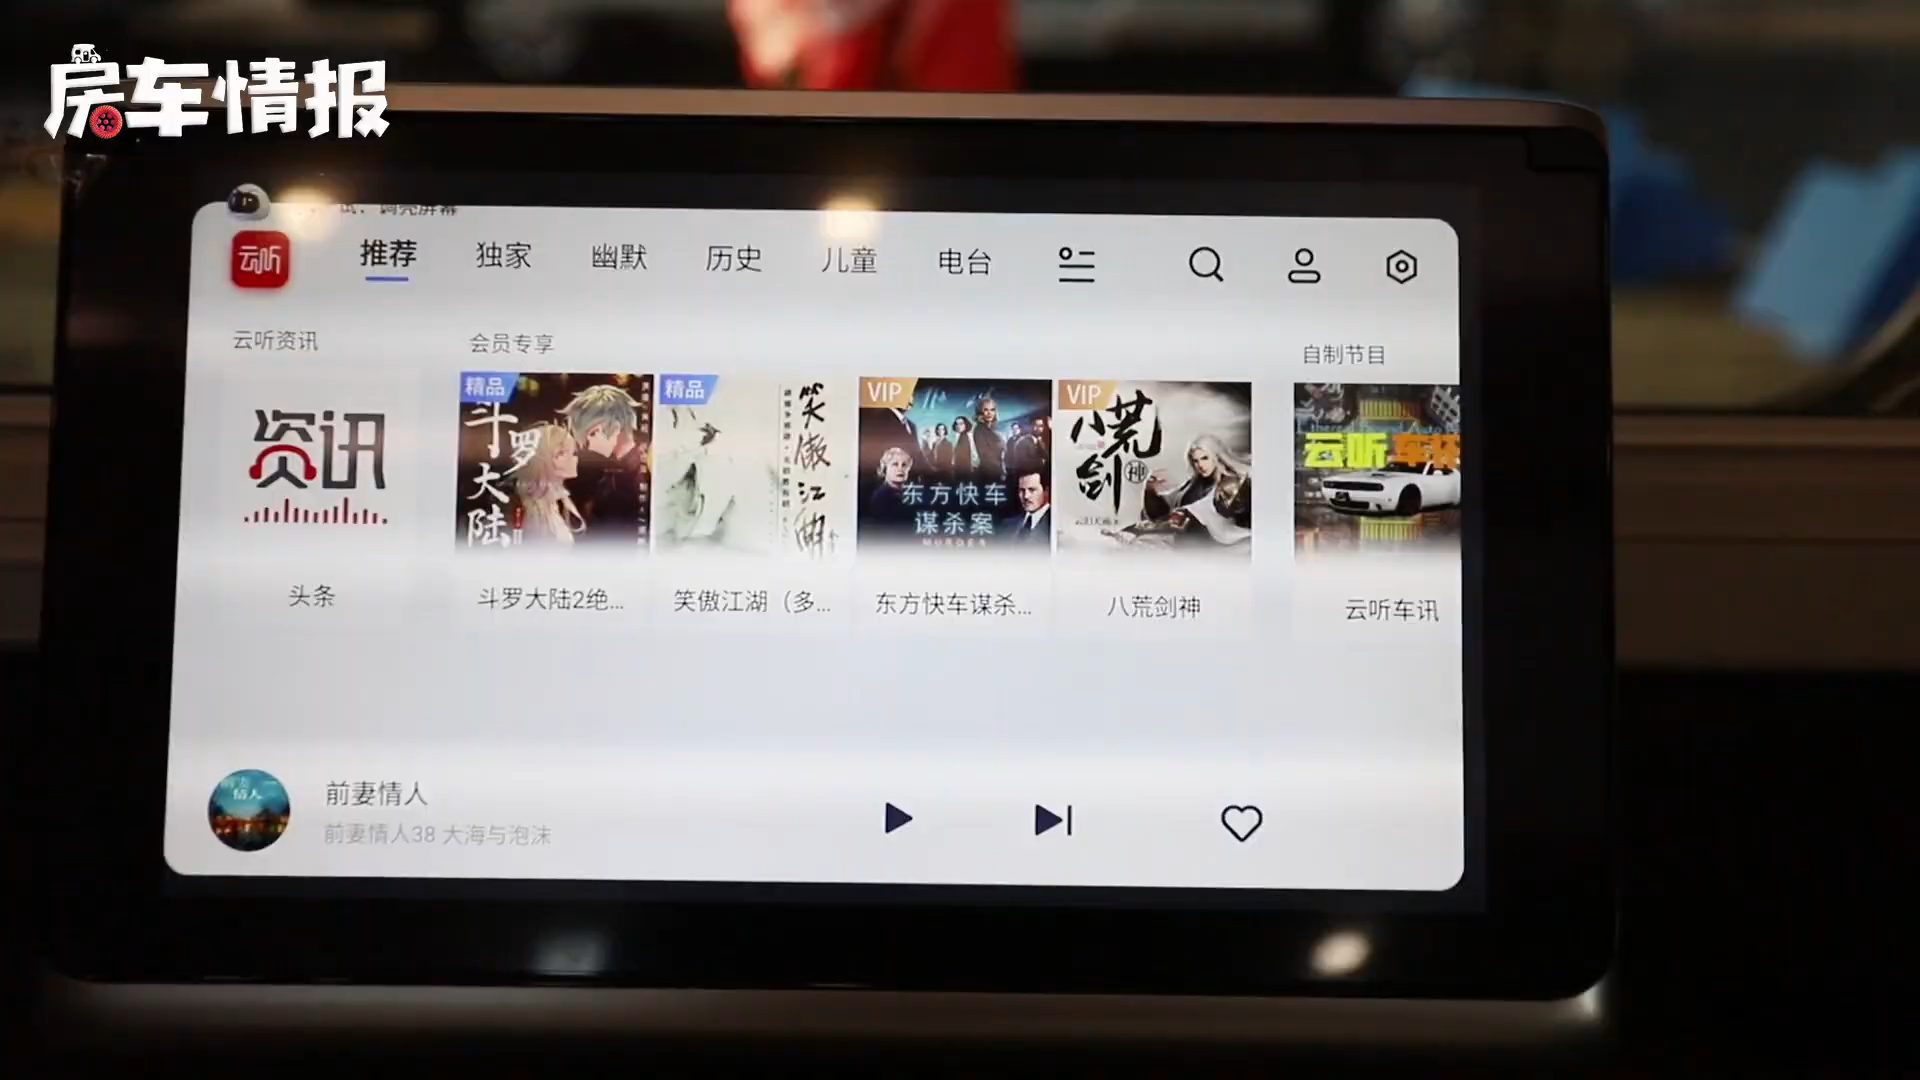 房车情报
云听
推荐 独家 幽默 历史 儿童 电台
云听资讯 会员专享 自制节目
资讯
精品
斗罗大陆
精品
笑傲江湖
VIP
东方快车
谋杀案
VIP
八荒剑神
云听 车
头条 斗罗大陆2绝... 笑傲江湖（多... 东方快车谋杀... 八荒剑神 云听车讯
前妻情人
前妻情人38 大海与泡沫